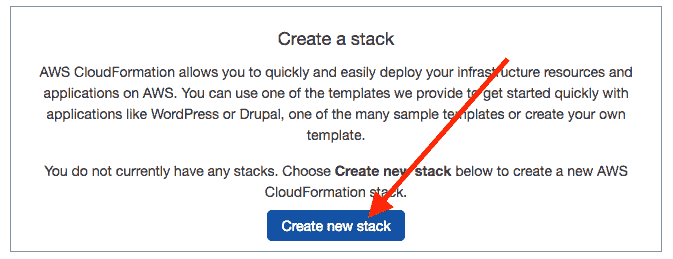 Create a stack
AWS CloudFormation allows you to quickly and easily deploy your infrastructure resources and
applications on AWS. You can use one of the templates we provide to get started quickly with
applications like WordPress or Drupal, one of the many sample templates or create your own
template.
You do not currently have any stacks. Choose Create new stack below to create a new AWS
CloudFormation stack.
Create new stack